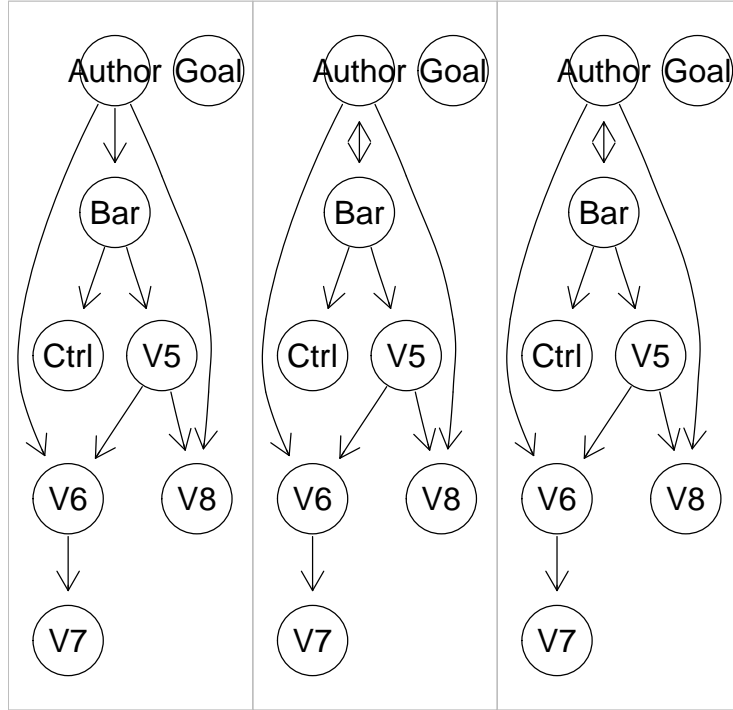 Author Goal
Bar
Ctrl V5
V6 V8
V7
Author Goal
Bar
Ctrl V5
V6 V8
V7
Author Goal
Bar
Ctrl V5
V6 V8
V7